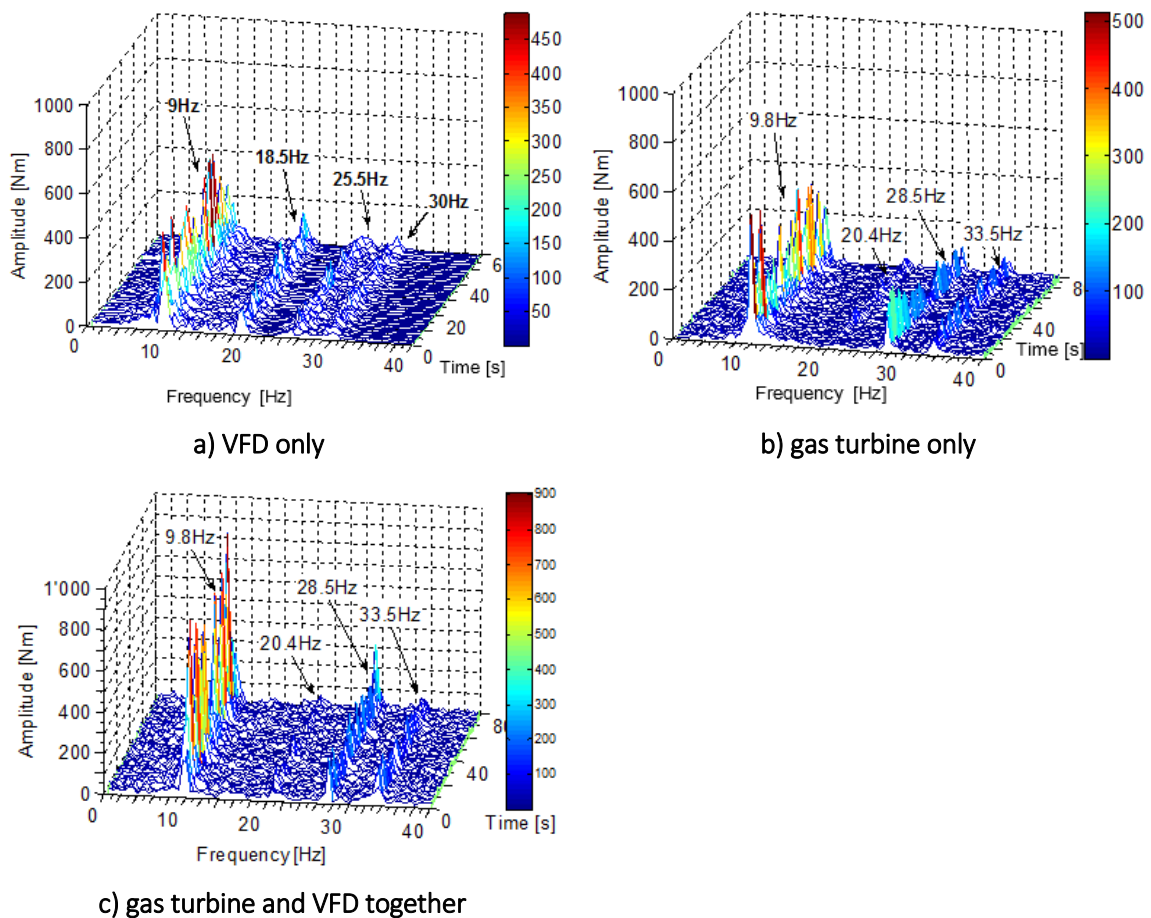 1000
800
600
400
200
0
Amplitude [Nm]
9Hz
18.5Hz
25.5Hz
30Hz
0
10
20
30
40
Frequency [Hz]
0
20
40
6
Time [s]
450
400
350
300
250
200
150
100
50
a) VFD only
1000
800
600
400
200
0
Amplitude [Nm]
9.8Hz
20.4Hz
28.5Hz
33.5Hz
0
10
20
30
40
Frequency [Hz]
0
40
8
Time [s]
500
400
300
200
100
b) gas turbine only
1'000
800
600
400
200
0
Amplitude [Nm]
9.8Hz
20.4Hz
28.5Hz
33.5Hz
0
10
20
30
40
Frequency [Hz]
0
40
80
Time [s]
900
800
700
600
500
400
300
200
100
c) gas turbine and VFD together